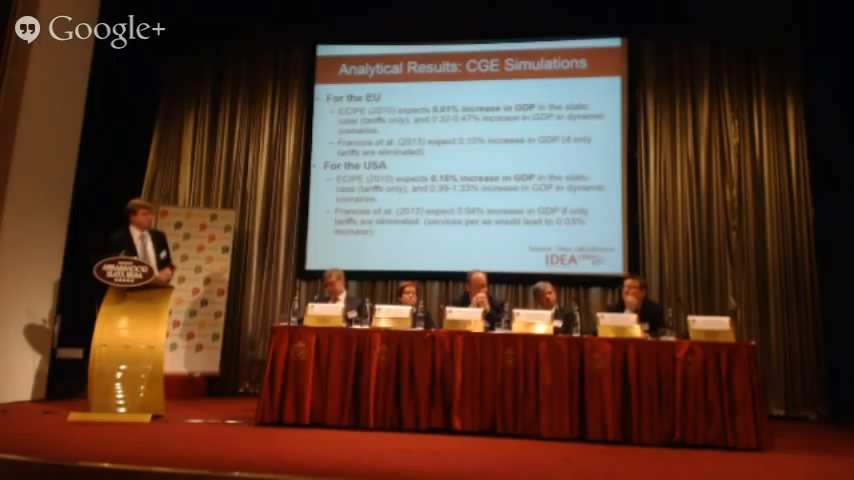 Google+
Analytical Results: CGE Simulations
• For the EU
– ECIPE (2010) expects 0.01% increase in GDP in the static
case (tariffs only), and 0.32-0.47% increase in GDP in dynamic
scenarios.
– Francois et al. (2013) expect 0.10% increase in GDP (if only
tariffs are eliminated)
• For the USA
– ECIPE (2010) expects 0.15% increase in GDP in the static
case (tariffs only), and 0.99-1.33% increase in GDP in dynamic
scenarios.
– Francois et al. (2013) expect 0.04% increase in GDP if only
tariffs are eliminated (services per se would lead to 0.03%
increase).
IDEA
AMBASSADOR
ZLATA HUSA